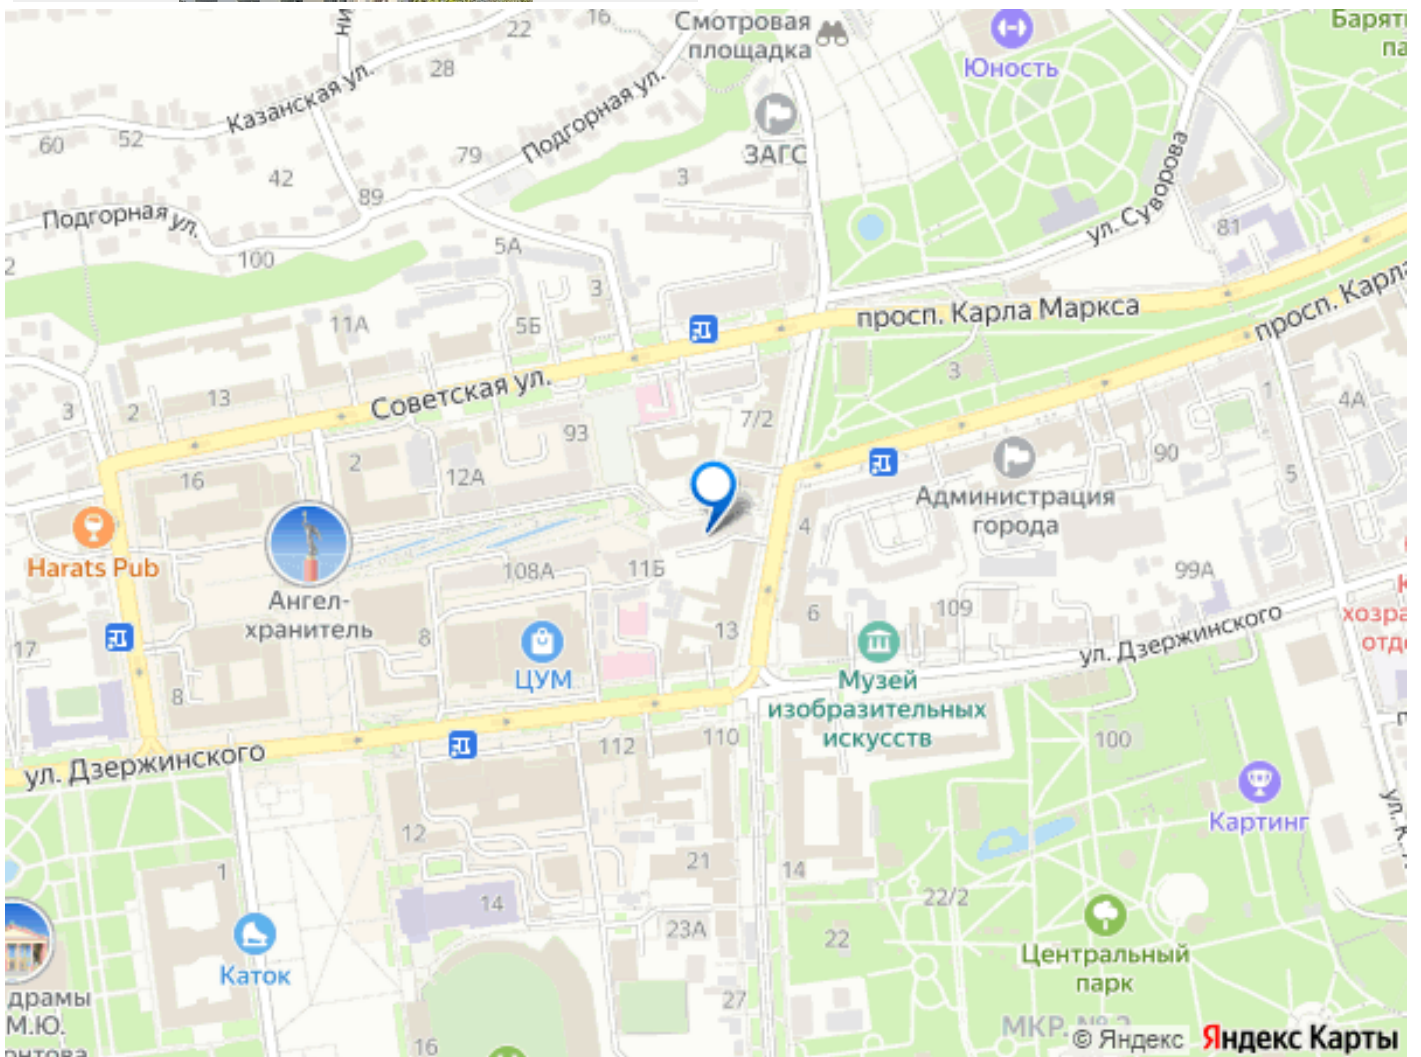 22
16
Смотровая
площадка
Юность
28
Казанская ул.
Подгорная ул.
ул. Суворова
60
52
79
ЗАГС
42
3
89
Подгорная ул.
81
100
5А
2
3
просп. Карла Маркса
11А
5Б
Советская ул.
3
1
4А
3
2
13
7/2
93
90
2
12А
16
5
Администрация
города
4
Harats Pub
Ангел-
хранитель
108А
11Б
99А
6
109
ул. Дзержинского
17
8
13
ЦУМ
Музей
изобразительных
искусств
8
110
112
100
ул. Дзержинского
Картинг
12
1
21
14
14
22/2
23А
22
Каток
Центральный
парк
драмы
М.Ю.
27
16
МКР. № 2
© Яндекс Яндекс Карты